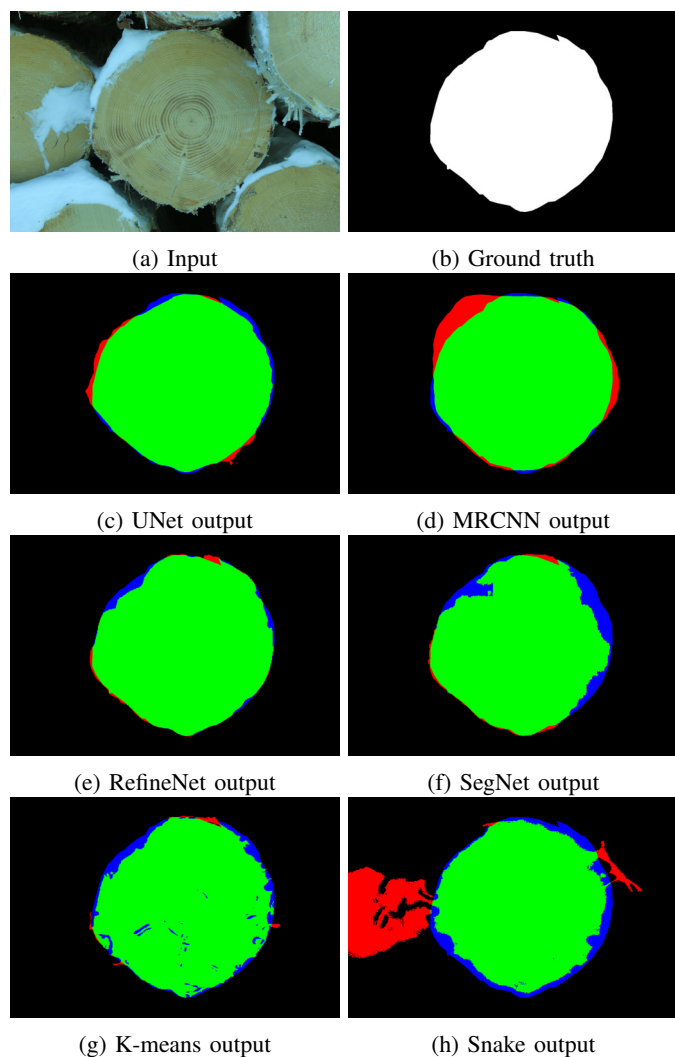 (a) Input
(b) Ground truth
(c) UNet output
(d) MRCNN output
(e) RefineNet output
(f) SegNet output
(g) K-means output
(h) Snake output